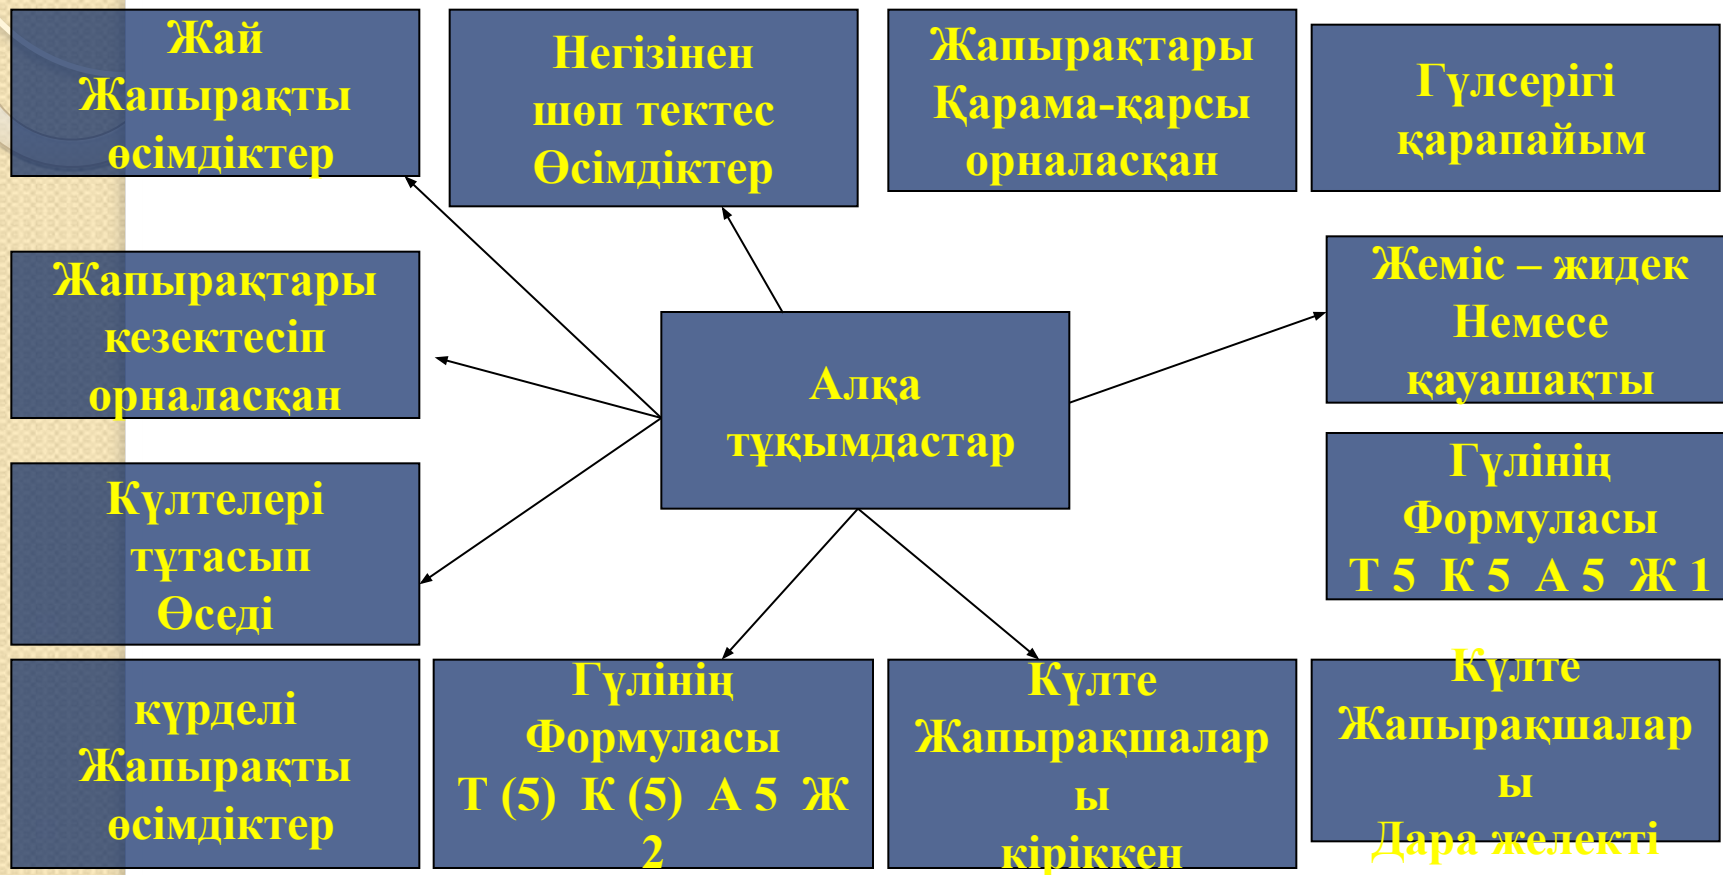 Жай
Жапырақты
өсімдіктер
Негізінен
шөп тектес
Өсімдіктер
Жапырақтары
Қарама-қарсы
орналасқан
Гүлсерігі
қарапайым
Жапырақтары
кезектесіп
орналасқан
Алқа
тұқымдастар
Жеміс – жидек
Немесе
қауашақты
Күлтелері
тұтасып
Өседі
Гүлінің
Формуласы
Т 5 К 5 А 5 Ж 1
күрделі
Жапырақты
өсімдіктер
Гүлінің
Формуласы
Т (5) К (5) А 5 Ж
2
Күлте
Жапырақшалар
ы
кіріккен
Күлте
Жапырақшалар
ы
Дара желекті